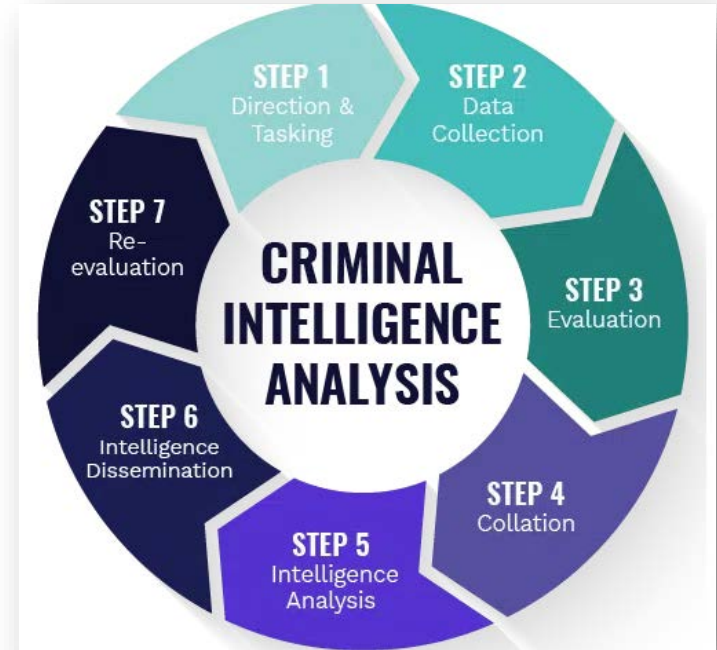 STEP 1
Direction &
Tasking
STEP 2
Data
Collection
STEP 3
Evaluation
STEP 4
Collation
STEP 5
Intelligence
Analysis
STEP 6
Intelligence
Dissemination
STEP 7
Re-
evaluation
CRIMINAL
INTELLIGENCE
ANALYSIS